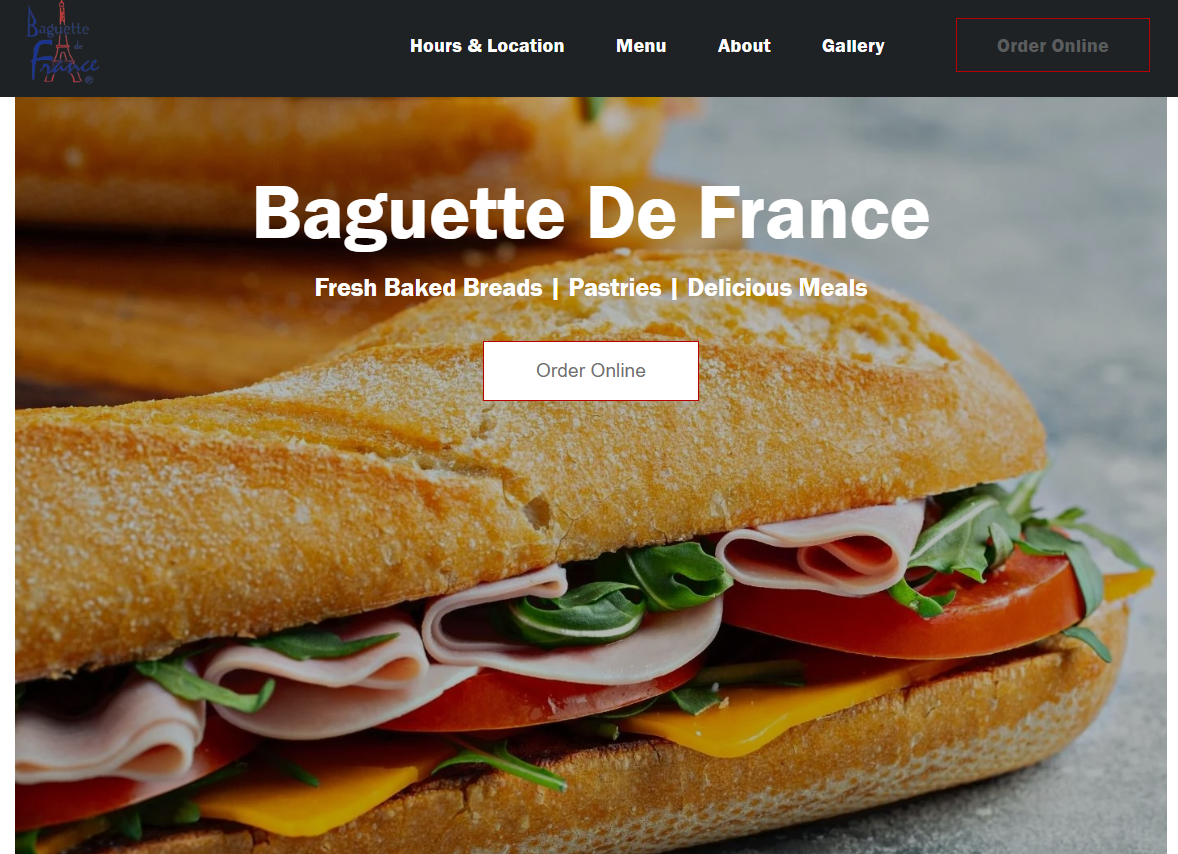 Baguette
de
France
®
Hours & Location
Menu
About
Gallery
Order Online
Baguette De France
Fresh Baked Breads | Pastries | Delicious Meals
Order Online